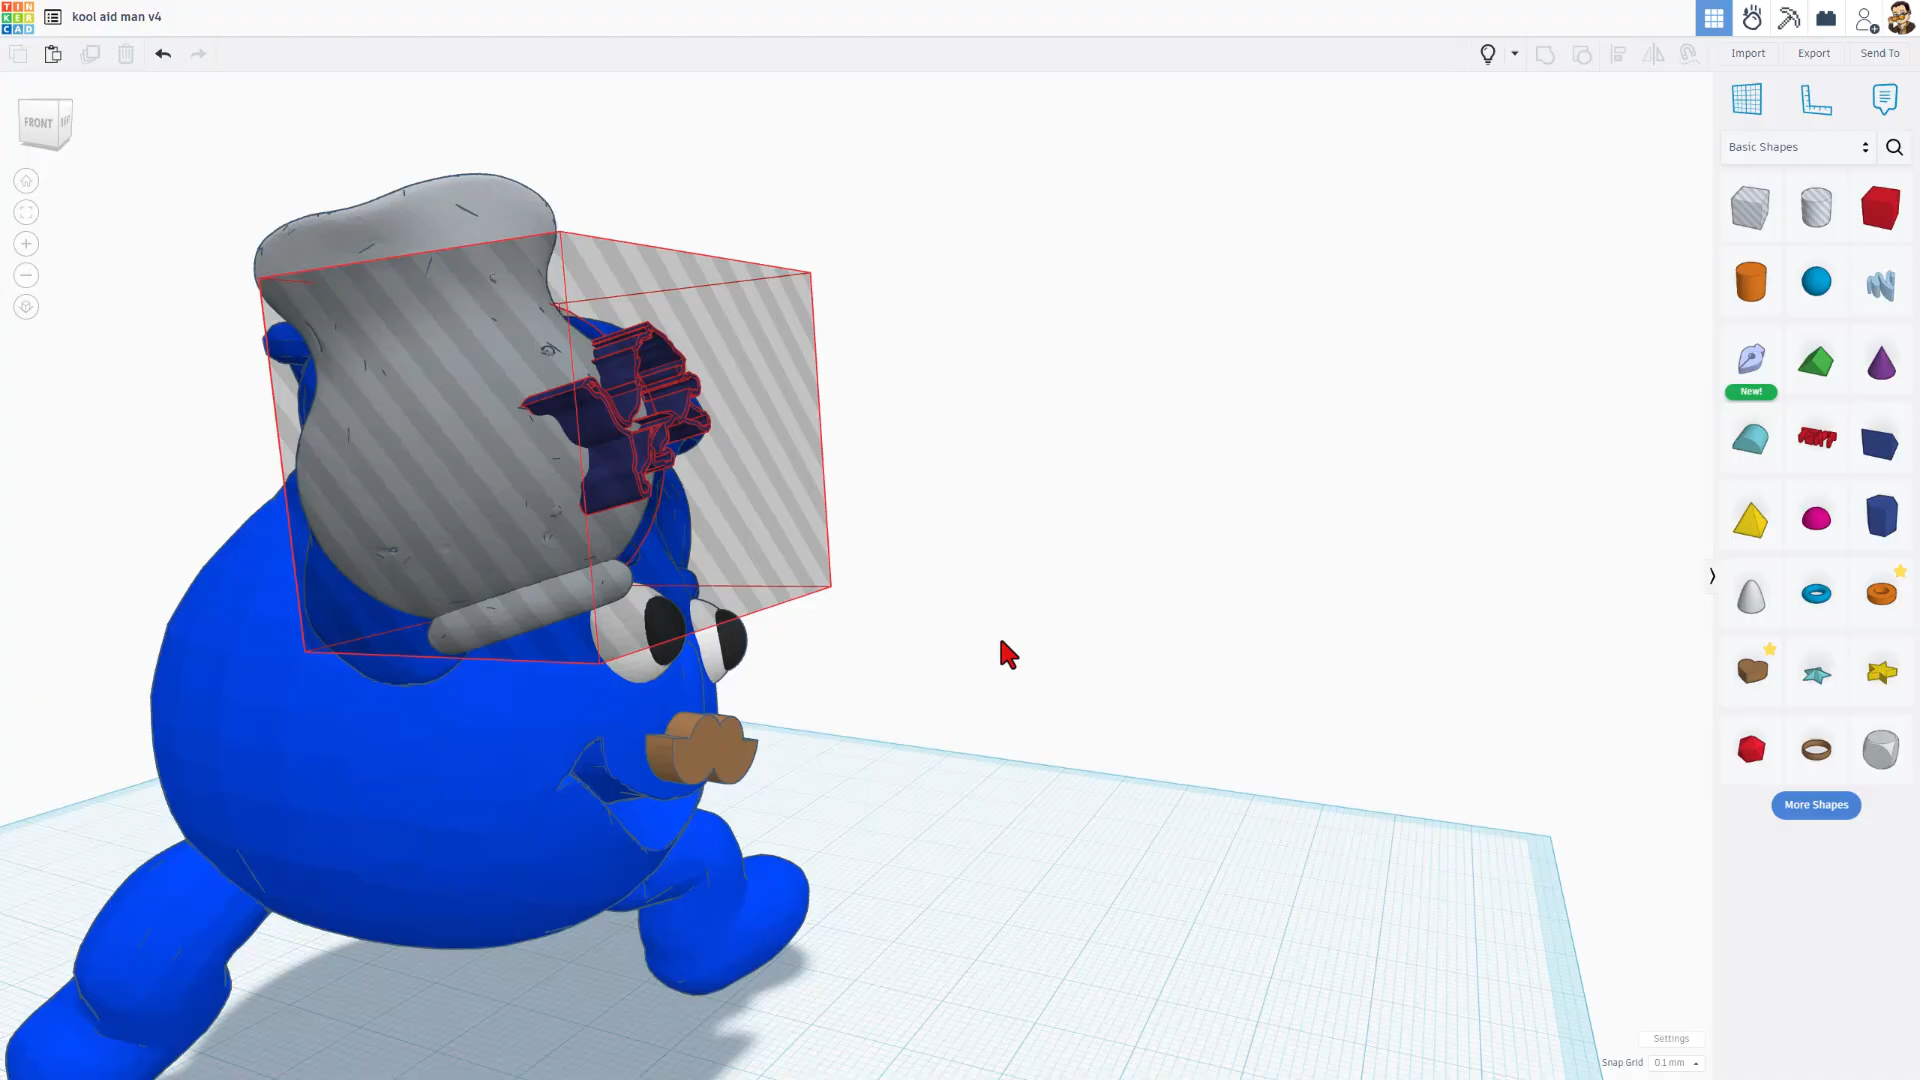 TIN
KER
CAD
kool aid man v4
Import
Export
Send To
FRONT
Basic Shapes
New!
More Shapes
Settings
Snap Grid
0.1 mm